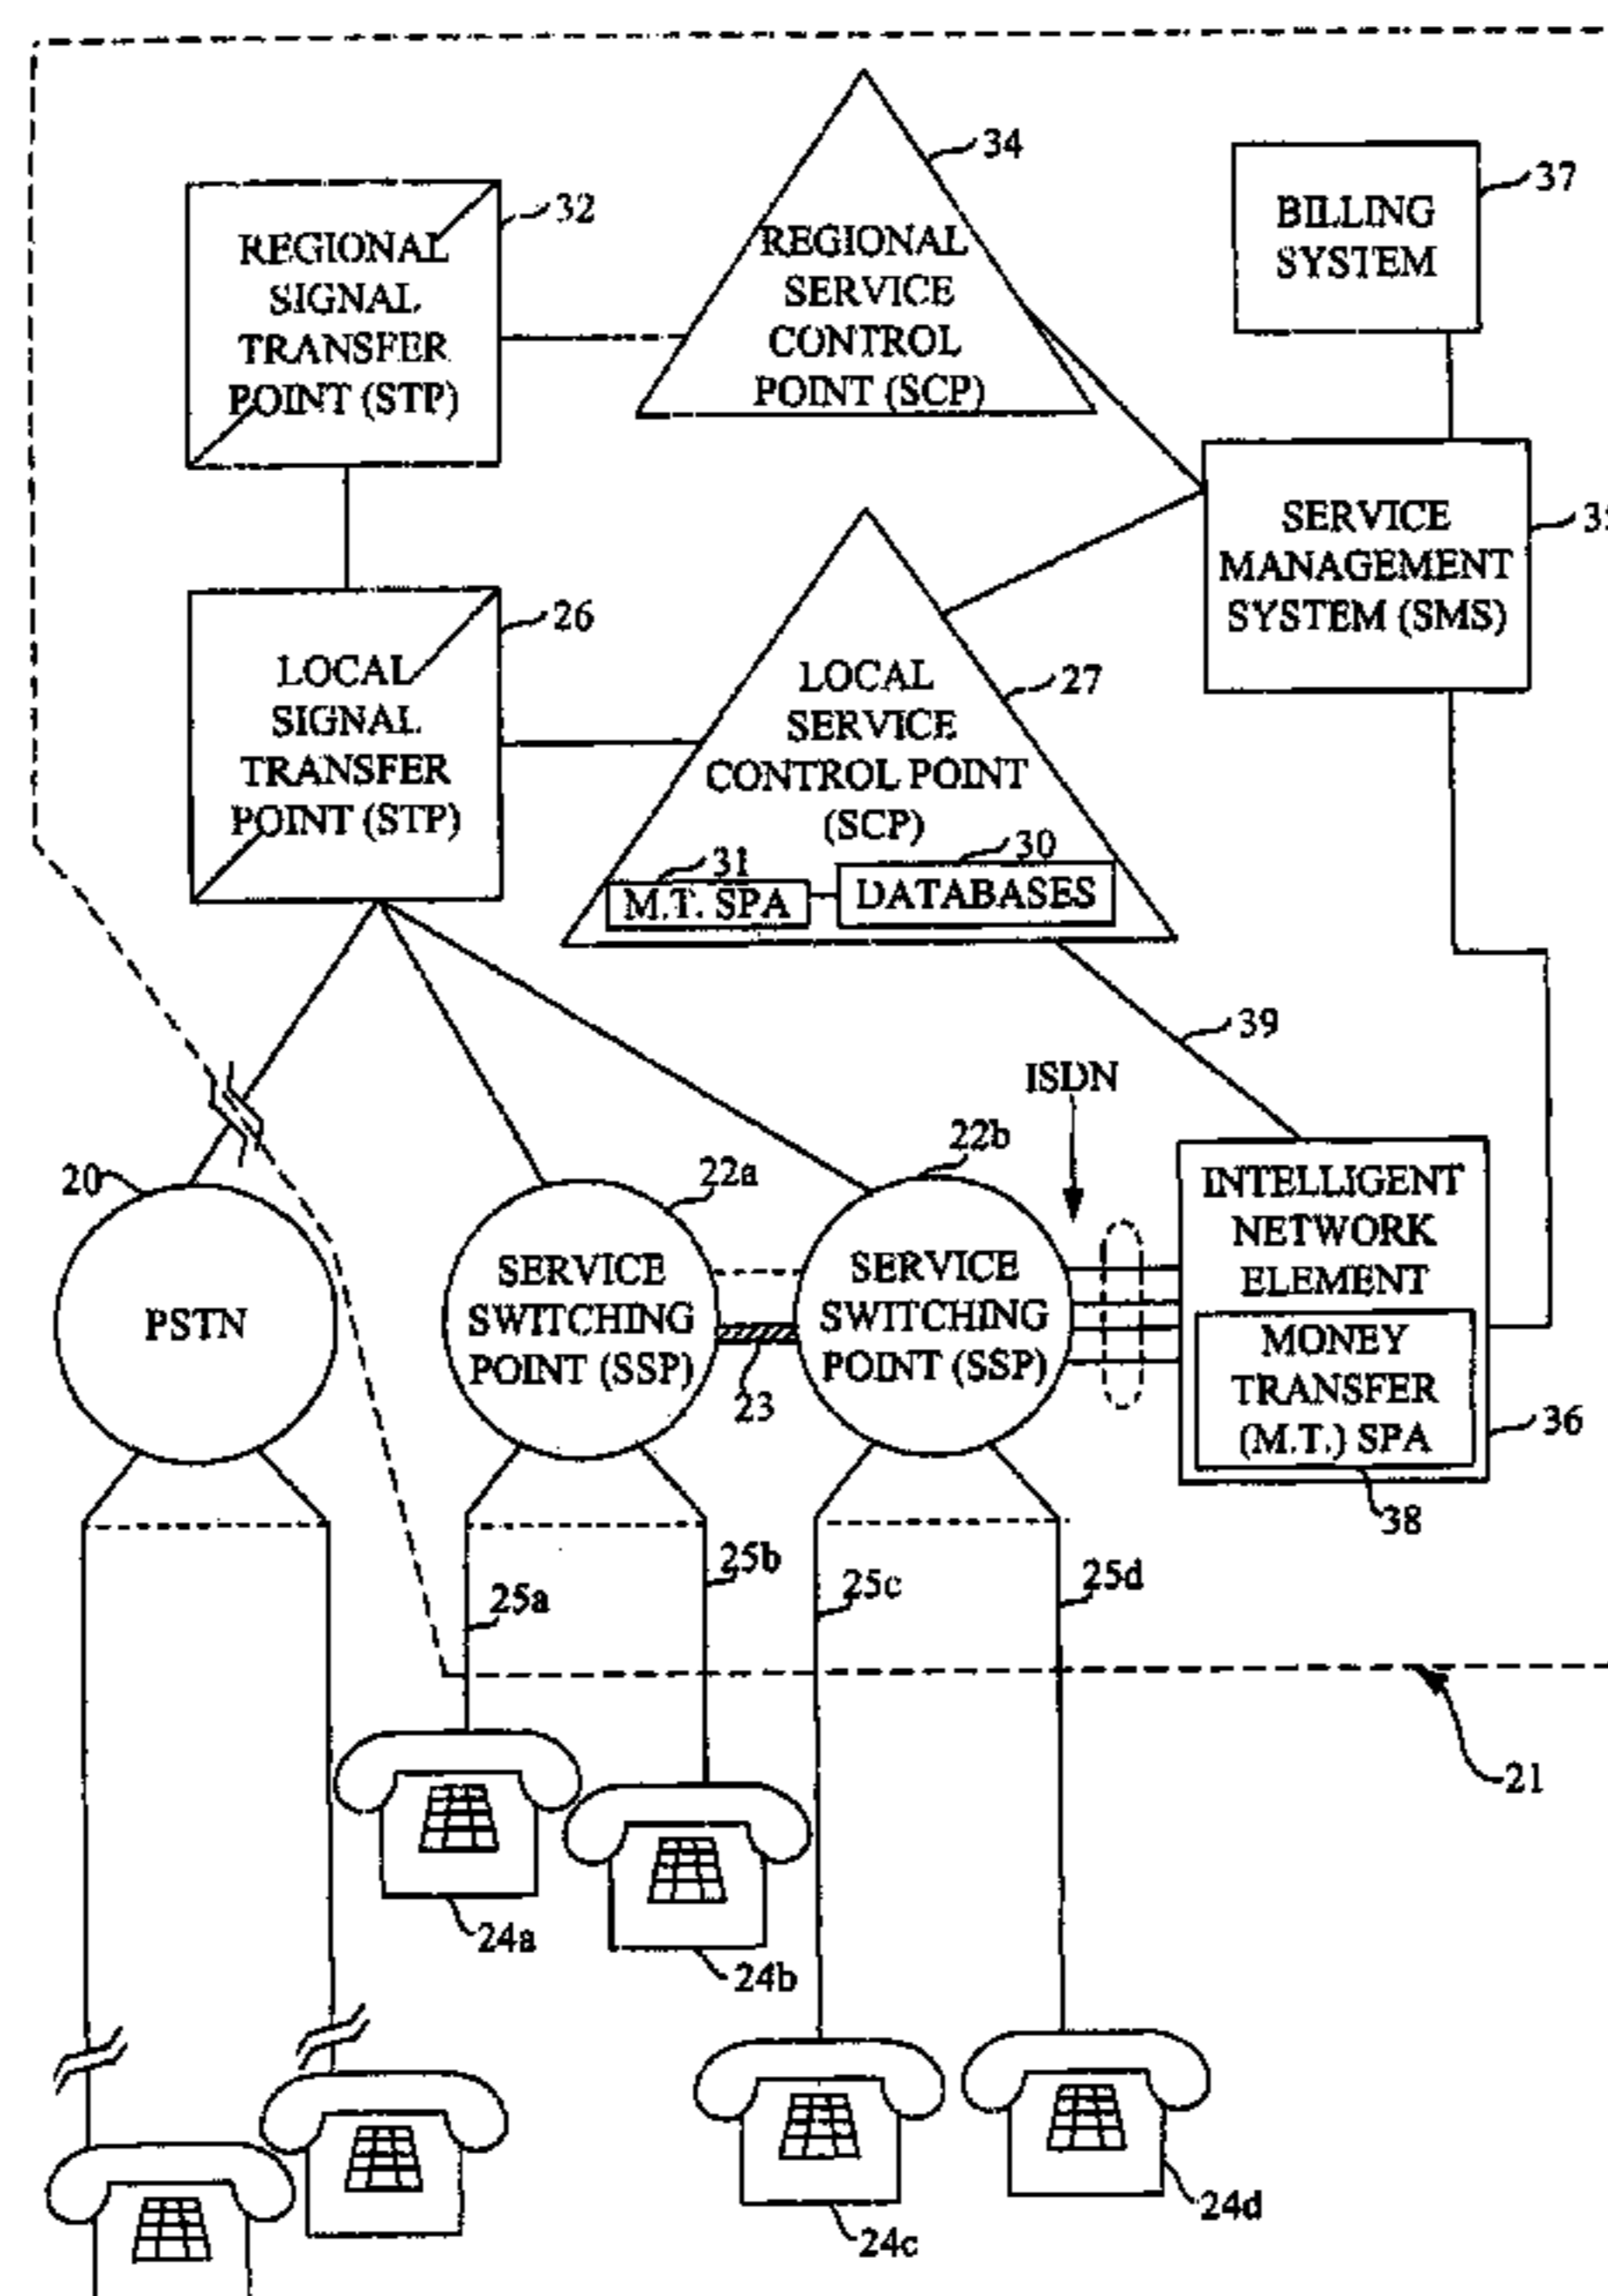 34
37
32
BILLING
SYSTEM
REGIONAL
SIGNAL
TRANSFER
POINT (STP)
REGIONAL
SERVICE
CONTROL
POINT (SCP)
26
SERVICE
MANAGEMENT
SYSTEM (SMS)
LOCAL
SIGNAL
TRANSFER
POINT (STP)
27
LOCAL
SERVICE
CONTROL POINT
(SCP)
31
30
M.T. SPA
DATABASES
39
ISDN
20
22a
22b
PSTN
SERVICE
SWITCHING
POINT (SSP)
23
SERVICE
SWITCHING
POINT (SSP)
INTELLIGENT
NETWORK
ELEMENT
MONEY
TRANSFER
(M.T.) SPA
36
38
25a
25b
25c
25d
21
24a
24b
24c
24d